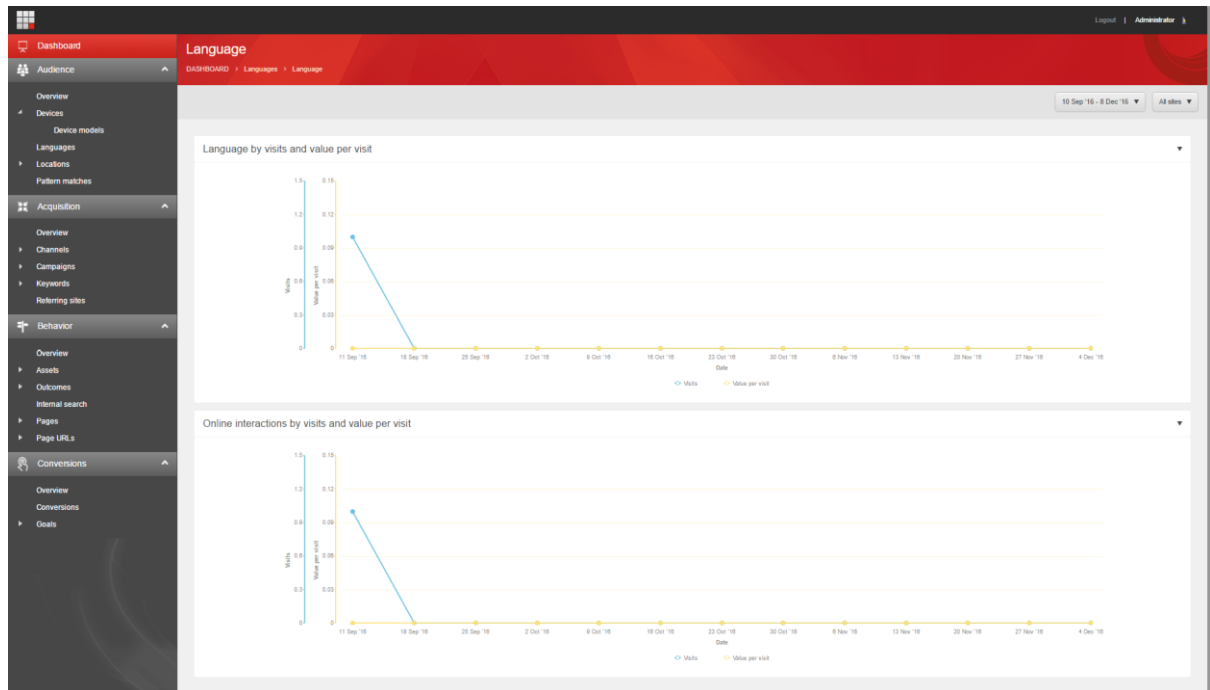 Logout | Administrator
Dashboard
Audience
Overview
Devices
Device models
Languages
Locations
Pattern matches
Acquisition
Overview
Channels
Campaigns
Keywords
Referring sites
Behavior
Overview
Assets
Outcomes
Internal search
Pages
Page URLs
Conversions
Overview
Conversions
Goals
Language
DASHBOARD > Languages > Language
10 Sep '16 - 8 Dec '16 ▼ All sites ▼
Language by visits and value per visit
1.5 0.15
1.2 0.12
0.9 0.09
0.6 0.06
0.3 0.03
0 0
Visits
Value per visit
11 Sep '16 18 Sep '16 25 Sep '16 2 Oct '16 9 Oct '16 16 Oct '16 23 Oct '16 30 Oct '16 6 Nov '16 13 Nov '16 20 Nov '16 27 Nov '16 4 Dec '16
Date
Visits Value per visit
Online interactions by visits and value per visit
1.5 0.15
1.2 0.12
0.9 0.09
0.6 0.06
0.3 0.03
0 0
Visits
Value per visit
11 Sep '16 18 Sep '16 25 Sep '16 2 Oct '16 9 Oct '16 16 Oct '16 23 Oct '16 30 Oct '16 6 Nov '16 13 Nov '16 20 Nov '16 27 Nov '16 4 Dec '16
Date
Visits Value per visit